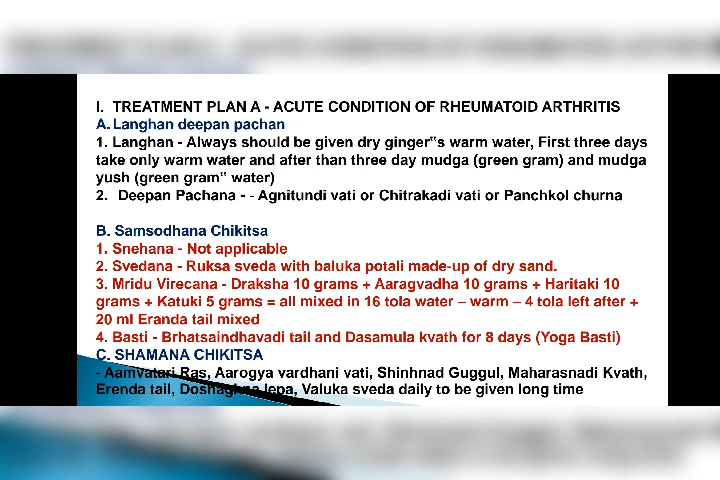 I. TREATMENT PLAN A - ACUTE CONDITION OF RHEUMATOID ARTHRITIS
A. Langhan deepan pachan
1. Langhan - Always should be given dry ginger‟s warm water, First three days
take only warm water and after than three day mudga (green gram) and mudga
yush (green gram‟ water)
2. Deepan Pachana - - Agnitundi vati or Chitrakadi vati or Panchkol churna
B. Samsodhana Chikitsa
1. Snehana - Not applicable
2. Svedana - Ruksa sveda with baluka potali made-up of dry sand.
3. Mridu Virecana - Draksha 10 grams + Aaragvadha 10 grams + Haritaki 10
grams + Katuki 5 grams = all mixed in 16 tola water – warm – 4 tola left after +
20 ml Eranda tail mixed
4. Basti - Brhatsaindhavadi tail and Dasamula kvath for 8 days (Yoga Basti)
C. SHAMANA CHIKITSA
- Aamvatari Ras, Aarogya vardhani vati, Shinhnad Guggul, Maharasnadi Kvath,
Erenda tail, Doshaghna lepa, Valuka sveda daily to be given long time